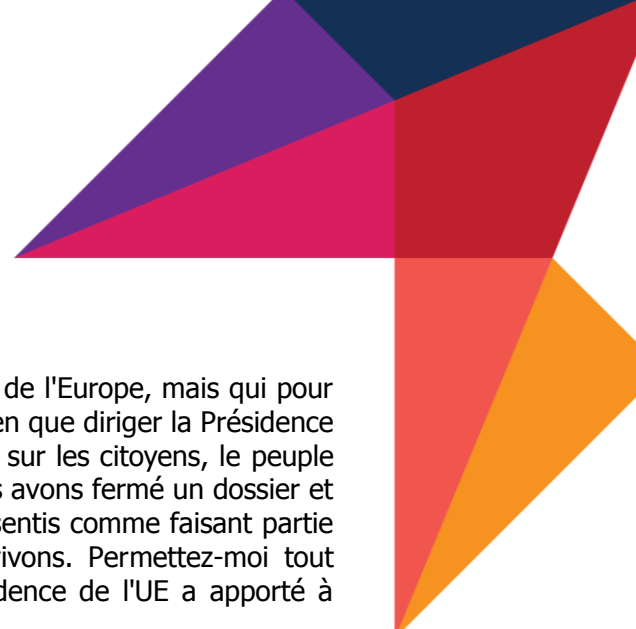 de l'Europe, mais qui pour
en que diriger la Présidence
sur les citoyens, le peuple
s avons fermé un dossier et
sentis comme faisant partie
rivons. Permettez-moi tout
dence de l'UE a apporté à